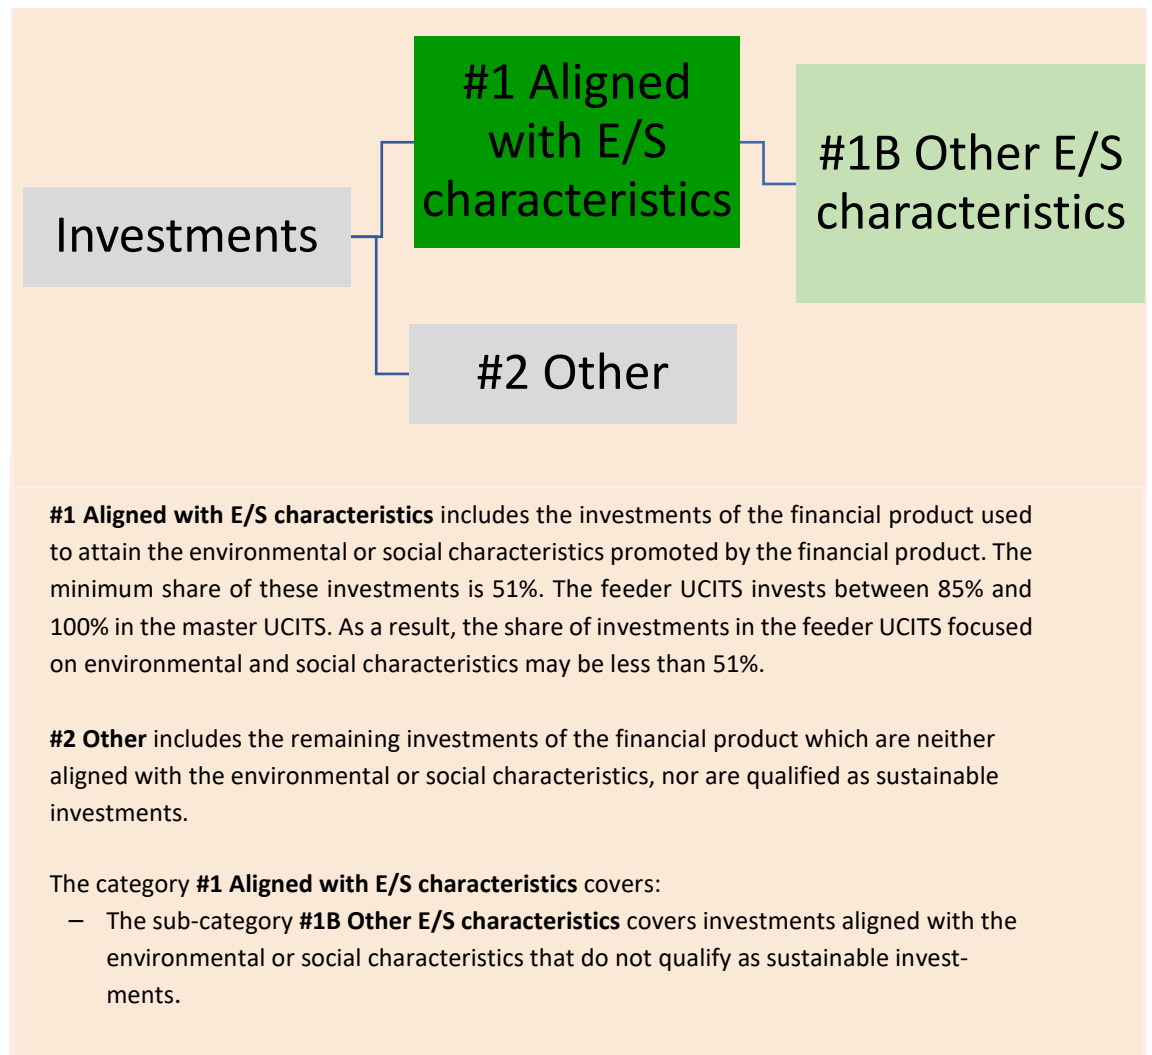 #1 Aligned
with E/S
characteristics
#1B Other E/S
characteristics
Investments
#2 Other
#1 Aligned with E/S characteristics includes the investments of the financial product used
to attain the environmental or social characteristics promoted by the financial product. The
minimum share of these investments is 51%. The feeder UCITS invests between 85% and
100% in the master UCITS. As a result, the share of investments in the feeder UCITS focused
on environmental and social characteristics may be less than 51%.
#2 Other includes the remaining investments of the financial product which are neither
aligned with the environmental or social characteristics, nor are qualified as sustainable
investments.
The category #1 Aligned with E/S characteristics covers:
– The sub-category #1B Other E/S characteristics covers investments aligned with the
environmental or social characteristics that do not qualify as sustainable invest-
ments.